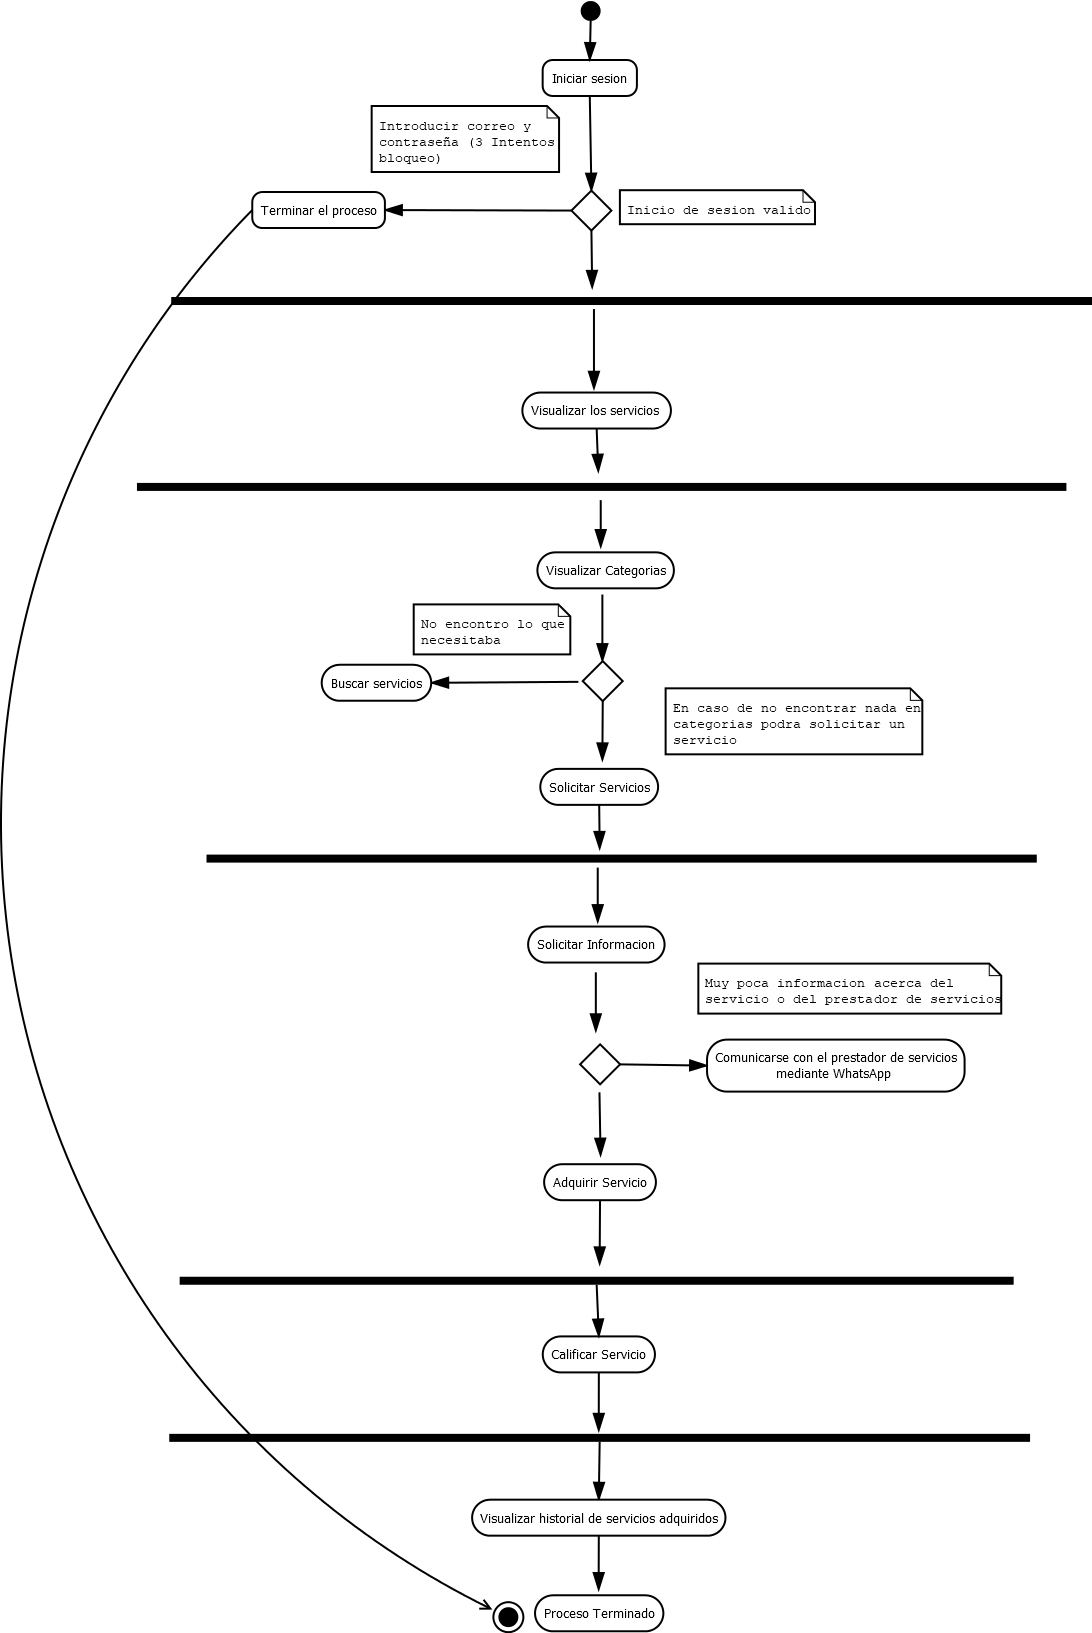 Iniciar sesion
Introducir correo y
contraseña (3 Intentos
bloqueo)
Terminar el proceso
Inicio de sesion valido
Visualizar los servicios
Visualizar Categorias
No encontro lo que
necesitaba
Buscar servicios
En caso de no encontrar nada en
categorias podra solicitar un
servicio
Solicitar Servicios
Solicitar Informacion
Muy poca informacion acerca del
servicio o del prestador de servicios
Comunicarse con el prestador de servicios
mediante WhatsApp
Adquirir Servicio
Calificar Servicio
Visualizar historial de servicios adquiridos
Proceso Terminado